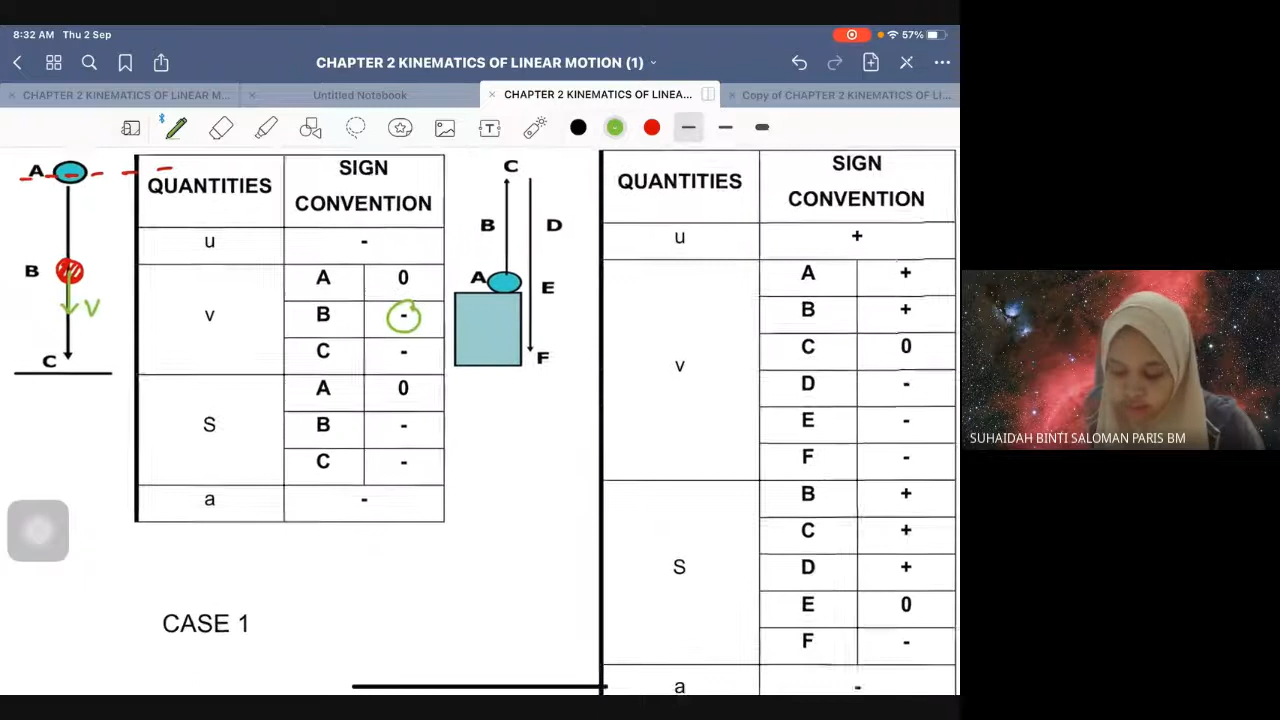 8:32 AM Thu 2 Sep
57%
CHAPTER 2 KINEMATICS OF LINEAR MOTION (1)
CHAPTER 2 KINEMATICS OF LINEAR M...
Untitled Notebook
CHAPTER 2 KINEMATICS OF LINEA...
Copy of CHAPTER 2 KINEMATICS OF LI...
A
B
V
C
QUANTITIES
SIGN
CONVENTION
u -
v
A 0
B -
C -
S
A 0
B -
C -
a -
CASE 1
C
B D
A E
F
QUANTITIES
SIGN
CONVENTION
u +
v
A +
B +
C 0
D -
E -
F -
S
B +
C +
D +
E 0
F -
a -
SUHAIDAH BINTI SALOMAN PARIS BM